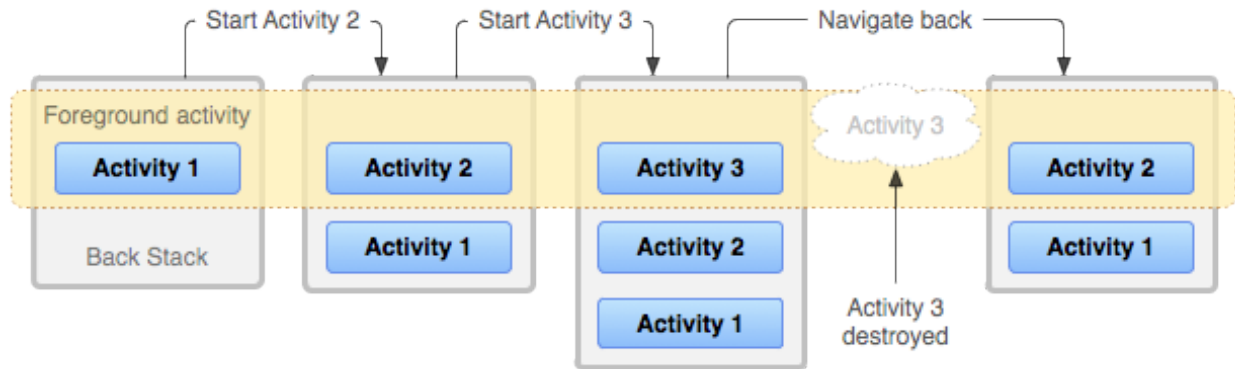 Start Activity 2
Start Activity 3
Navigate back
Foreground activity
Activity 1
Back Stack
Activity 2
Activity 1
Activity 3
Activity 2
Activity 1
Activity 3
Activity 3
destroyed
Activity 2
Activity 1